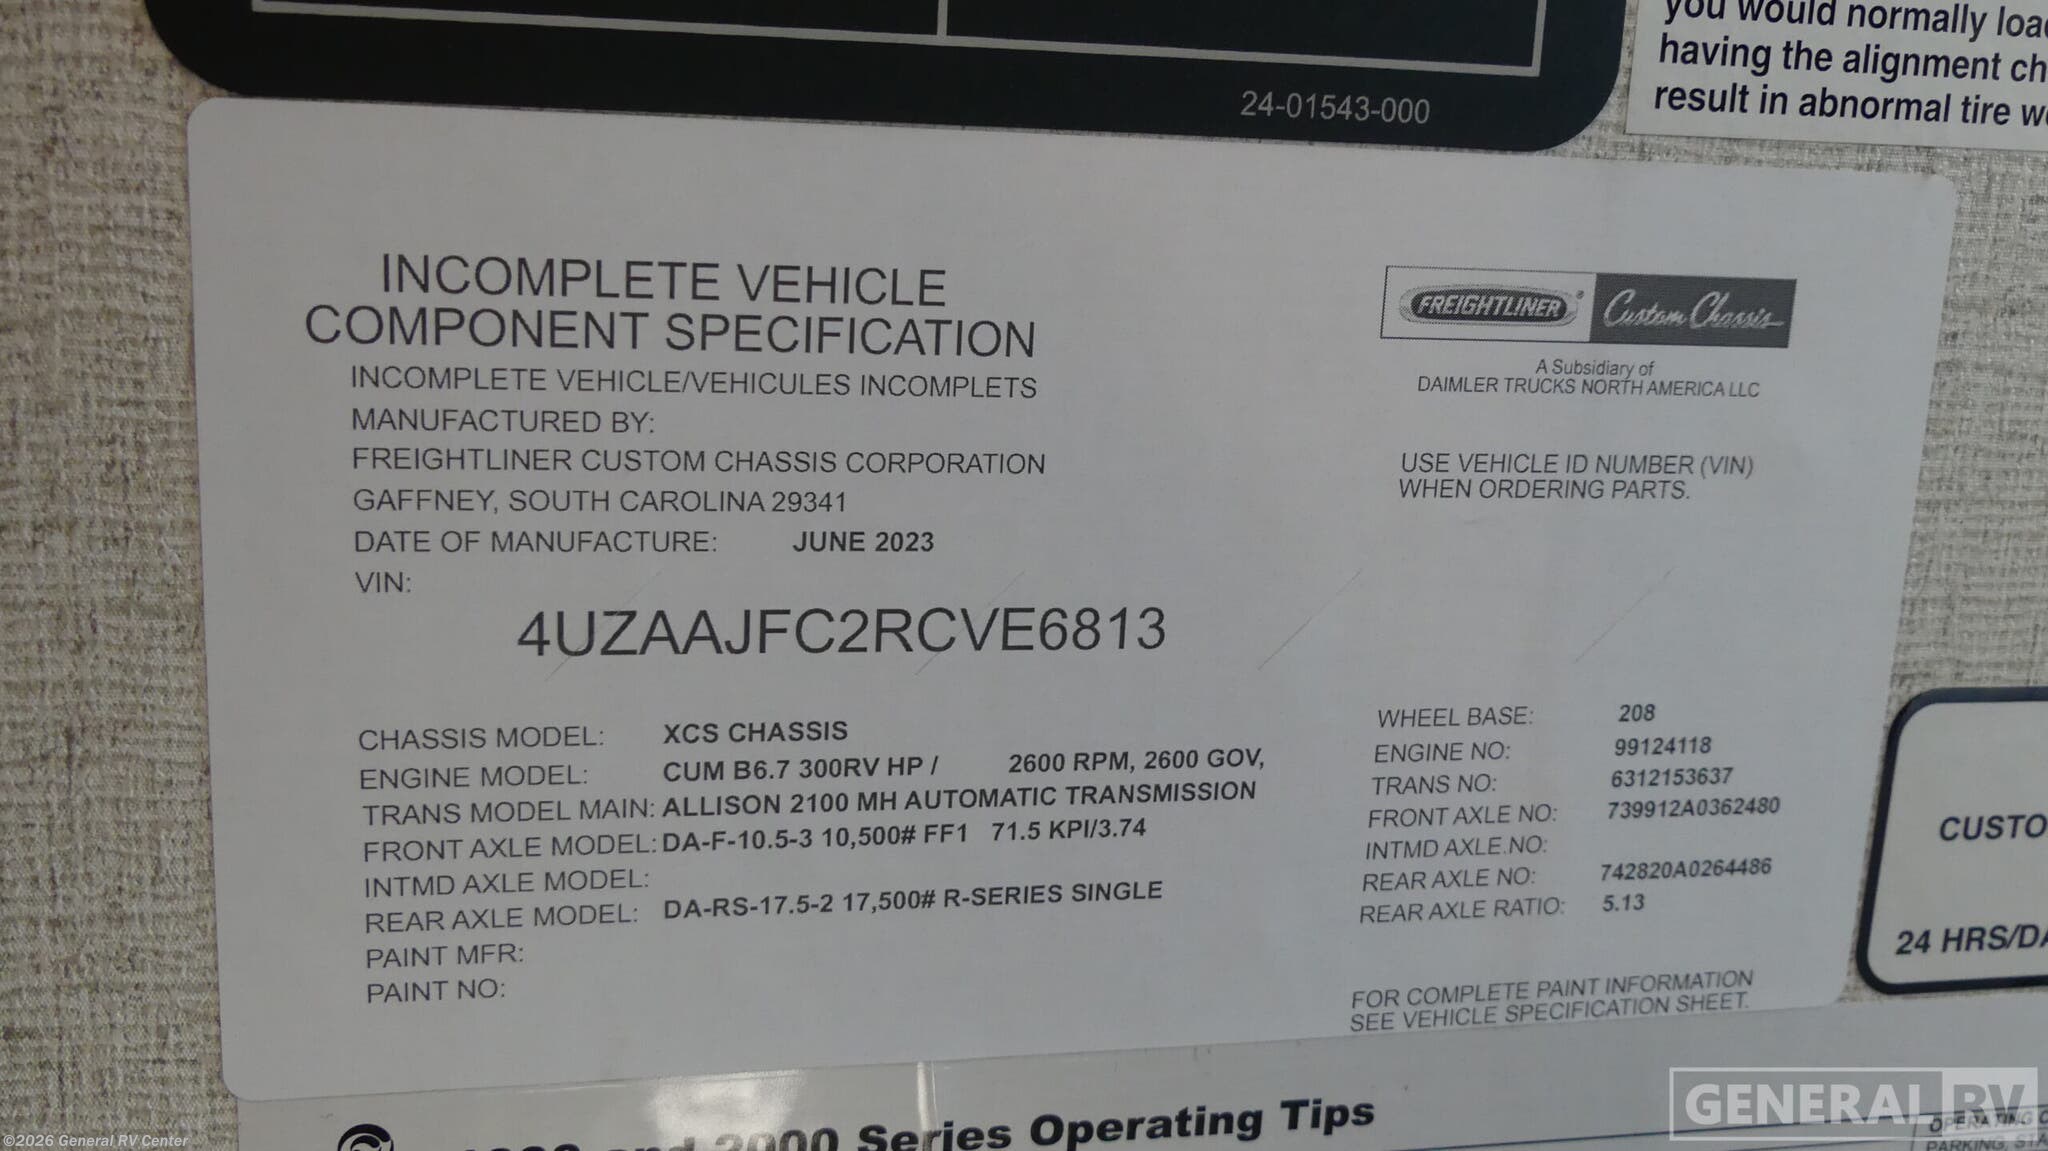 24-01543-000
you would normally
having the alignment
result in abnormal tire
INCOMPLETE VEHICLE
COMPONENT SPECIFICATION
INCOMPLETE VEHICLE/VEHICULES INCOMPLETS
MANUFACTURED BY:
FREIGHTLINER CUSTOM CHASSIS CORPORATION
GAFFNEY, SOUTH CAROLINA 29341
DATE OF MANUFACTURE: JUNE 2023
VIN:
4UZAAJFC2RCVE6813
FREIGHTLINER® Custom Chassis
A Subsidiary of
DAIMLER TRUCKS NORTH AMERICA LLC
USE VEHICLE ID NUMBER (VIN)
WHEN ORDERING PARTS.
CHASSIS MODEL: XCS CHASSIS
ENGINE MODEL: CUM B6.7 300RV HP / 2600 RPM, 2600 GOV,
TRANS MODEL MAIN: ALLISON 2100 MH AUTOMATIC TRANSMISSION
FRONT AXLE MODEL: DA-F-10.5-3 10,500# FF1 71.5 KPI/3.74
INTMD AXLE MODEL:
REAR AXLE MODEL: DA-RS-17.5-2 17,500# R-SERIES SINGLE
PAINT MFR:
PAINT NO:
WHEEL BASE: 208
ENGINE NO: 99124118
TRANS NO: 6312153637
FRONT AXLE NO: 739912A0362480
INTMD AXLE.NO:
REAR AXLE NO: 742820A0264486
REAR AXLE RATIO: 5.13
FOR COMPLETE PAINT INFORMATION
SEE VEHICLE SPECIFICATION SHEET.
CUSTO
24 HRS/DA
and 2000 Series Operating Tips
OPERATING
PARKING, STA
GENERAL RV
©2026 General RV Center